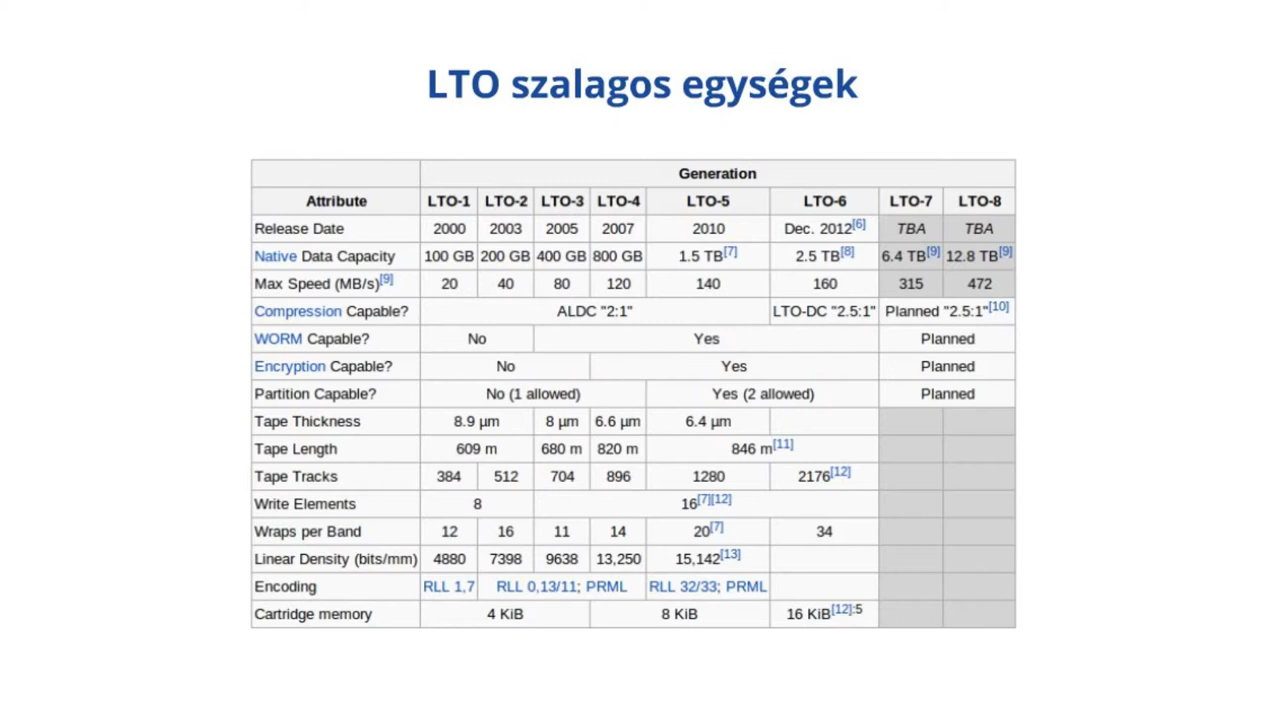 LTO szalagos egységek
Generation
Attribute LTO-1 LTO-2 LTO-3 LTO-4 LTO-5 LTO-6 LTO-7 LTO-8
Release Date 2000 2003 2005 2007 2010 Dec. 2012[6] TBA TBA
Native Data Capacity 100 GB 200 GB 400 GB 800 GB 1.5 TB[7] 2.5 TB[8] 6.4 TB[9] 12.8 TB[9]
Max Speed (MB/s)[9] 20 40 80 120 140 160 315 472
Compression Capable? ALDC "2:1" LTO-DC "2.5:1" Planned "2.5:1"[10]
WORM Capable? No Yes Planned
Encryption Capable? No Yes Planned
Partition Capable? No (1 allowed) Yes (2 allowed) Planned
Tape Thickness 8.9 µm 8 µm 6.6 µm 6.4 µm
Tape Length 609 m 680 m 820 m 846 m[11]
Tape Tracks 384 512 704 896 1280 2176[12]
Write Elements 8 16[7][12]
Wraps per Band 12 16 11 14 20[7] 34
Linear Density (bits/mm) 4880 7398 9638 13,250 15,142[13]
Encoding RLL 1,7 RLL 0,13/11; PRML RLL 32/33; PRML
Cartridge memory 4 KiB 8 KiB 16 KiB[12]:5